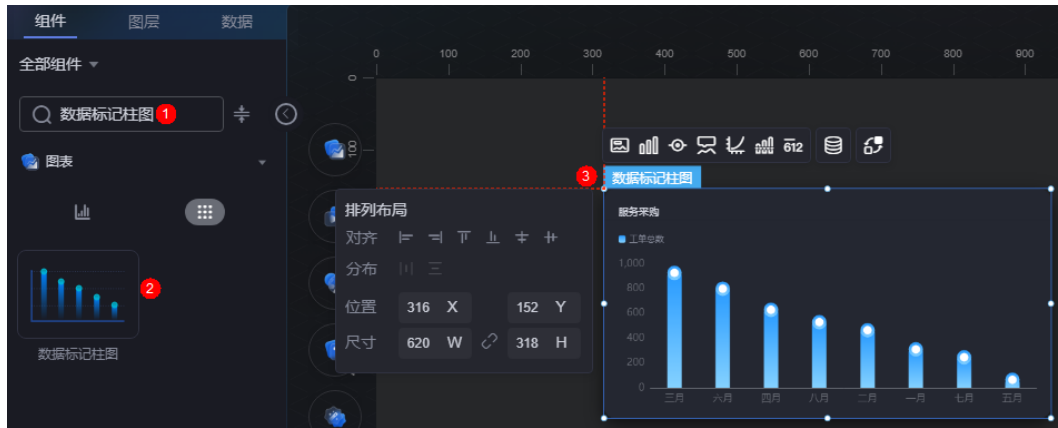 组件 图层 数据
全部组件
数据标记柱图 1
图表
2
数据标记柱图
0 100 200 300 400 500 600 700 800 900
0
100
612
3 数据标记柱图
排列布局
对齐
分布
位置 316 X 152 Y
尺寸 620 W 318 H
服务采购
工单总数
1,000
800
600
400
200
0
三月 六月 四月 八月 二月 一月 七月 五月